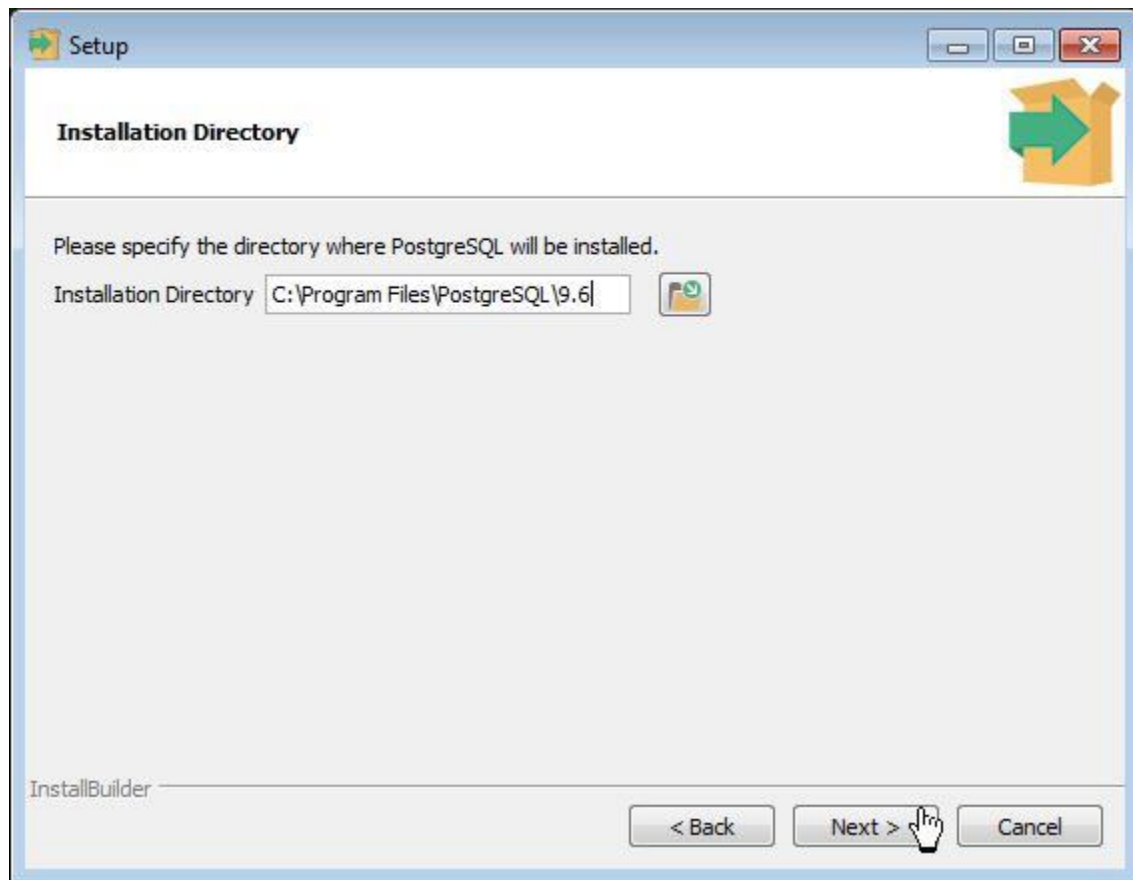 Setup
Installation Directory
Please specify the directory where PostgreSQL will be installed.
Installation Directory C:\Program Files\PostgreSQL\9.6
InstallBuilder
< Back Next > Cancel